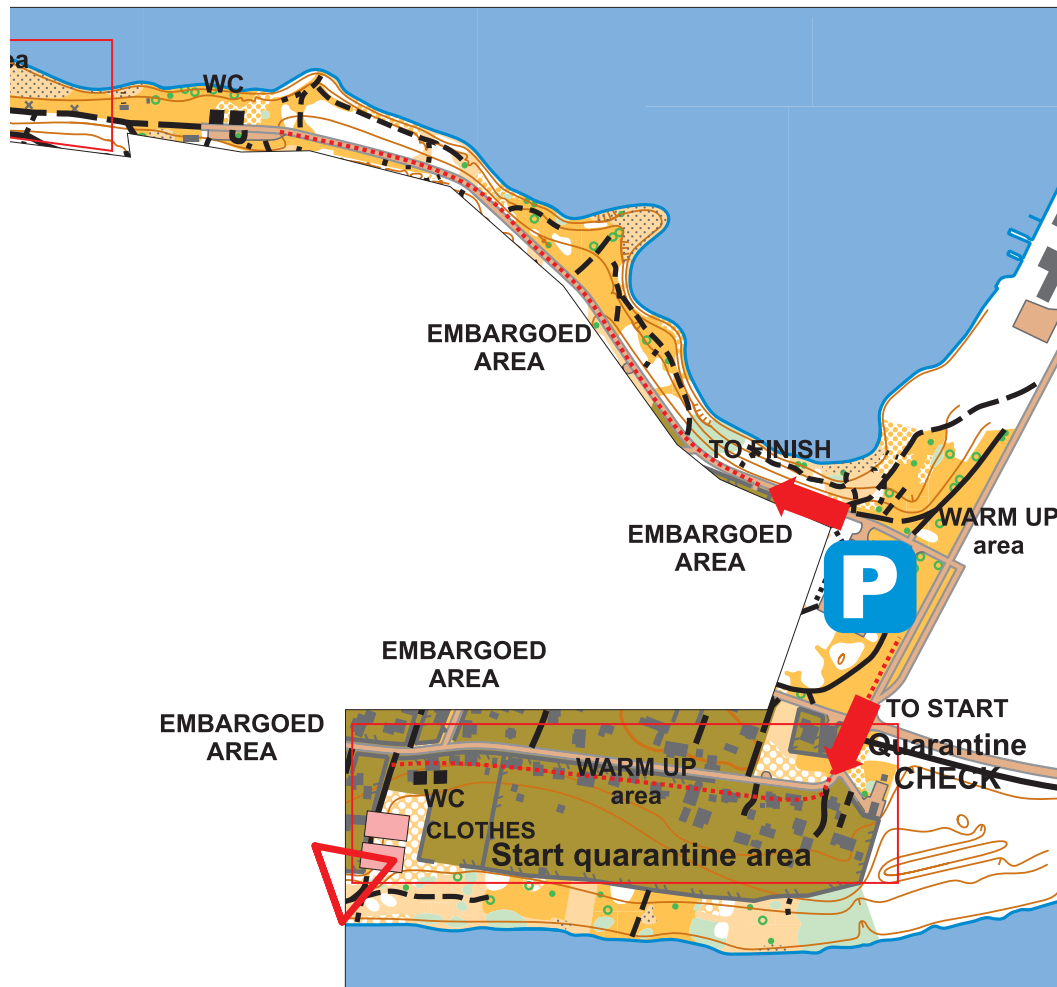 ea
WC
EMBARGOED
AREA
TO FINISH
WARM UP
area
EMBARGOED
AREA
P
EMBARGOED
AREA
EMBARGOED
AREA
TO START
Quarantine
CHECK
WARM UP
area
WC
CLOTHES
Start quarantine area